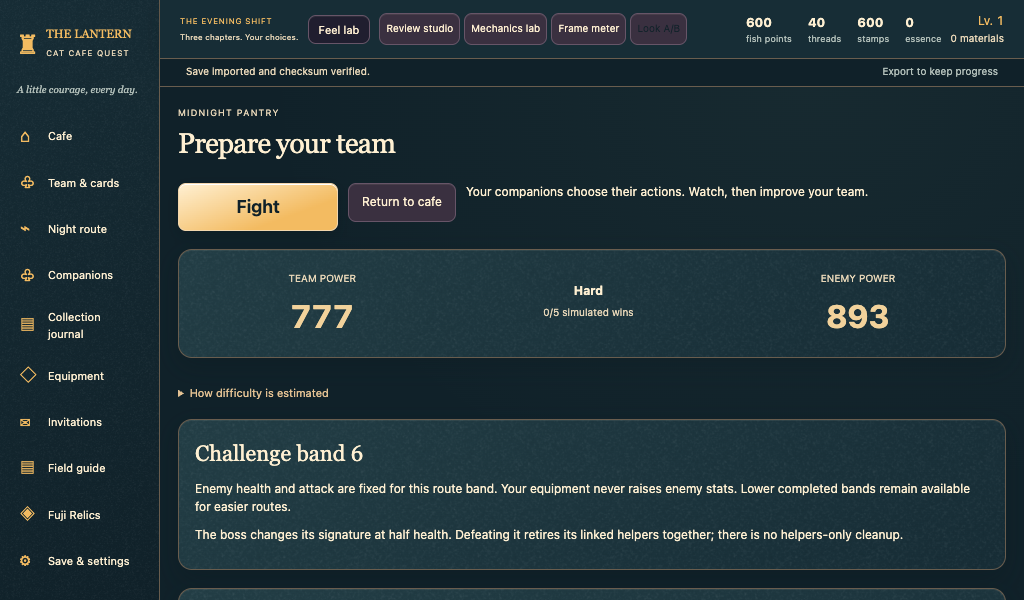 THE LANTERN
CAT CAFE QUEST
A little courage, every day.
Cafe
Team & cards
Night route
Companions
Collection
journal
Equipment
Invitations
Field guide
Fuji Relics
Save & settings
THE EVENING SHIFT
Three chapters. Your choices.
Feel lab
Review studio
Mechanics lab
Frame meter
Look A/B
600
fish points
40
threads
600
stamps
0
essence
Lv. 1
0 materials
Save imported and checksum verified.
Export to keep progress
MIDNIGHT PANTRY
Prepare your team
Fight
Return to cafe
Your companions choose their actions. Watch, then improve your team.
TEAM POWER
777
Hard
0/5 simulated wins
ENEMY POWER
893
How difficulty is estimated
Challenge band 6
Enemy health and attack are fixed for this route band. Your equipment never raises enemy stats. Lower completed bands remain available
for easier routes.
The boss changes its signature at half health. Defeating it retires its linked helpers together; there is no helpers-only cleanup.